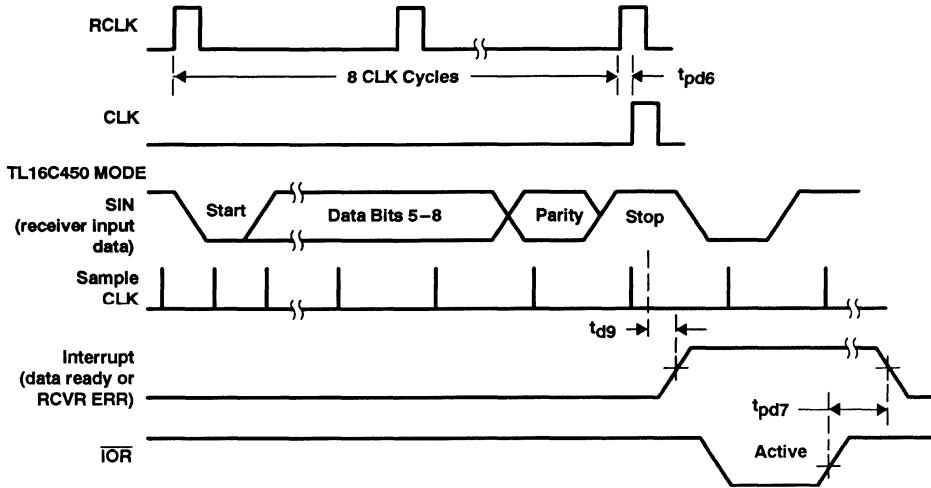 RCLK
8 CLK Cycles
tpd6
CLK
TL16C450 MODE
SIN
(receiver input
data)
Start
Data Bits 5–8
Parity
Stop
Sample
CLK
td9
Interrupt
(data ready or
RCVR ERR)
tpd7
IOR
Active